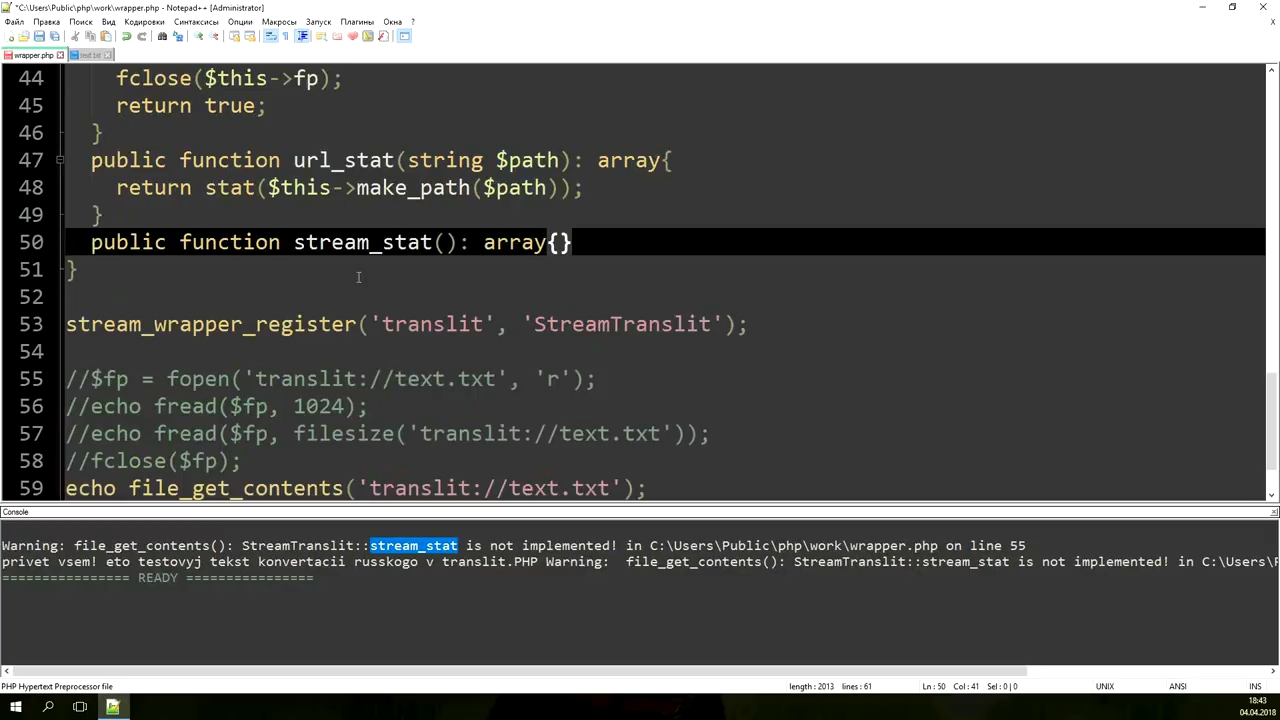 *C:\Users\Public\php\work\wrapper.php - Notepad++ [Administrator]
Файл Правка Поиск Вид Кодировки Синтаксисы Опции Макросы Запуск Плагины Окна ?
wrapper.php text.txt
44 fclose($this->fp);
45 return true;
46 }
47 public function url_stat(string $path): array{
48 return stat($this->make_path($path));
49 }
50 public function stream_stat(): array{}
51 }
52
53 stream_wrapper_register('translit', 'StreamTranslit');
54
55 //$fp = fopen('translit://text.txt', 'r');
56 //echo fread($fp, 1024);
57 //echo fread($fp, filesize('translit://text.txt'));
58 //fclose($fp);
59 echo file_get_contents('translit://text.txt');
Console
Warning: file_get_contents(): StreamTranslit::stream_stat is not implemented! in C:\Users\Public\php\work\wrapper.php on line 55
privet vsem! eto testovyj tekst konvertacii russkogo v translit.PHP Warning:  file_get_contents(): StreamTranslit::stream_stat is not implemented! in C:\Users\
================ READY ================
PHP Hypertext Preprocessor file length : 2013 lines : 61 Ln : 50 Col : 41 Sel : 0 | 0 UNIX ANSI INS
18:43
04.04.2018